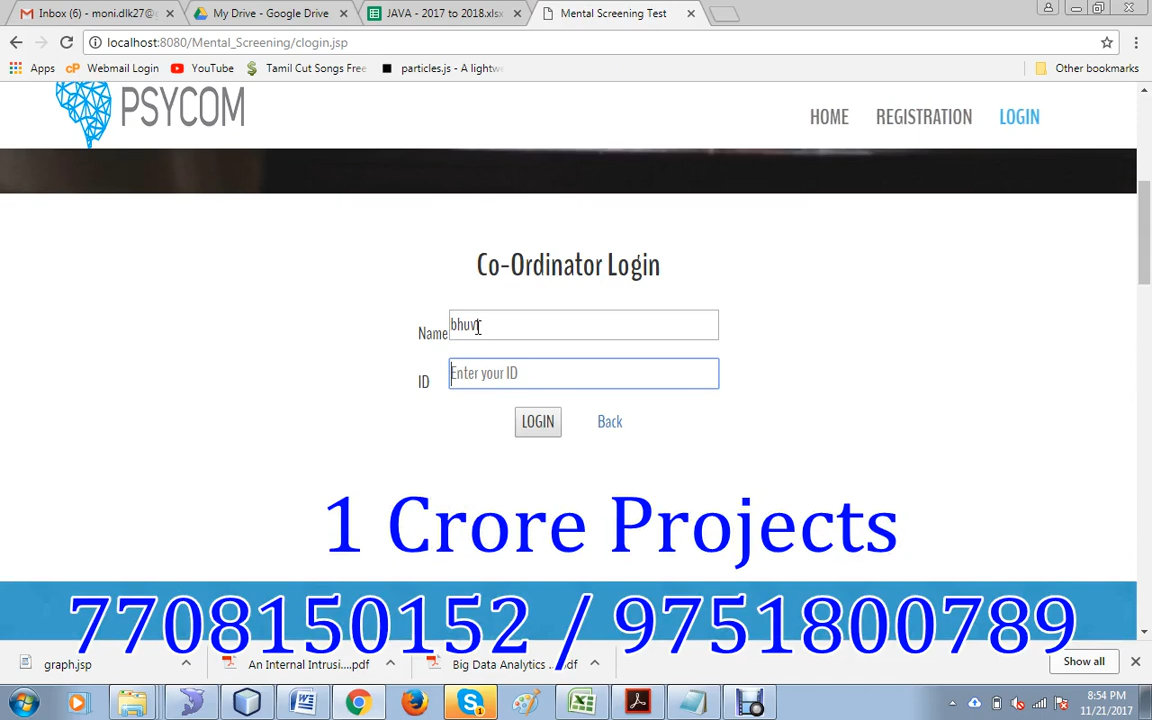 Inbox (6) - moni.dlk27@
My Drive - Google Drive
JAVA - 2017 to 2018.xlsx
Mental Screening Test
localhost:8080/Mental_Screening/clogin.jsp
Apps
Webmail Login
YouTube
Tamil Cut Songs Free
particles.js - A lightw
Other bookmarks
PSYCOM
HOME
REGISTRATION
LOGIN
Co-Ordinator Login
Name
ID
Enter your ID
LOGIN
Back
1 Crore Projects
7708150152 / 9751800789
graph.jsp
An Internal Intrusi....pdf
Big Data Analytics ...df
Show all
8:54 PM
11/21/2017